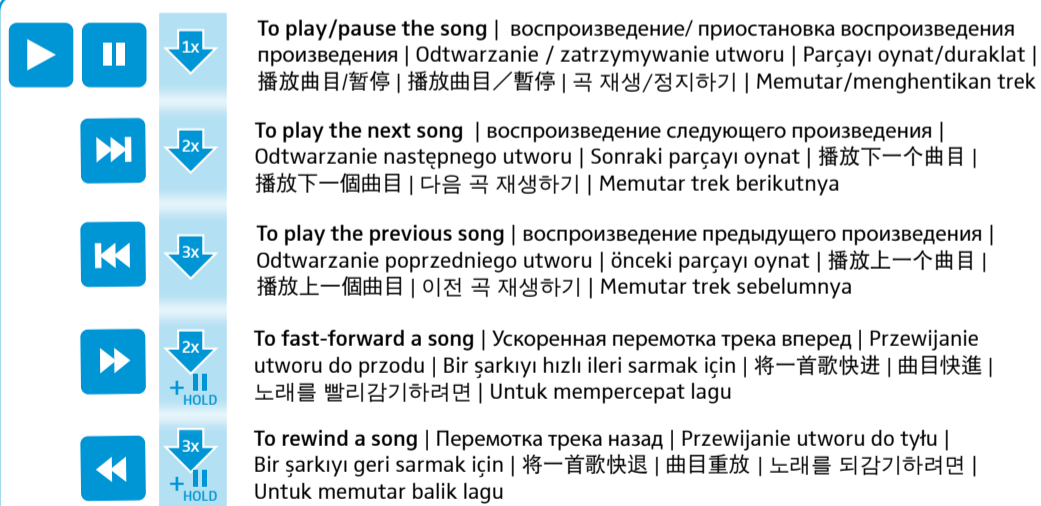 1x
To play/pause the song | воспроизведение/ приостановка воспроизведения
произведения | Odtwarzanie / zatrzymywanie utworu | Parçayı oynat/duraklat |
播放曲目/暂停 | 播放曲目／暫停 | 곡 재생/정지하기 | Memutar/menghentikan trek
2x
To play the next song | воспроизведение следующего произведения |
Odtwarzanie następnego utworu | Sonraki parçayı oynat | 播放下一个曲目 |
播放下一個曲目 | 다음 곡 재생하기 | Memutar trek berikutnya
3x
To play the previous song | воспроизведение предыдущего произведения |
Odtwarzanie poprzedniego utworu | önceki parçayı oynat | 播放上一个曲目 |
播放上一個曲目 | 이전 곡 재생하기 | Memutar trek sebelumnya
2x
+ HOLD
To fast-forward a song | Ускоренная перемотка трека вперед | Przewijanie
utworu do przodu | Bir şarkıyı hızlı ileri sarmak için | 将一首歌快进 | 曲目快進 |
노래를 빨리감기하려면 | Untuk mempercepat lagu
3x
+ HOLD
To rewind a song | Перемотка трека назад | Przewijanie utworu do tyłu |
Bir şarkıyı geri sarmak için | 将一首歌快退 | 曲目重放 | 노래를 되감기하려면 |
Untuk memutar balik lagu